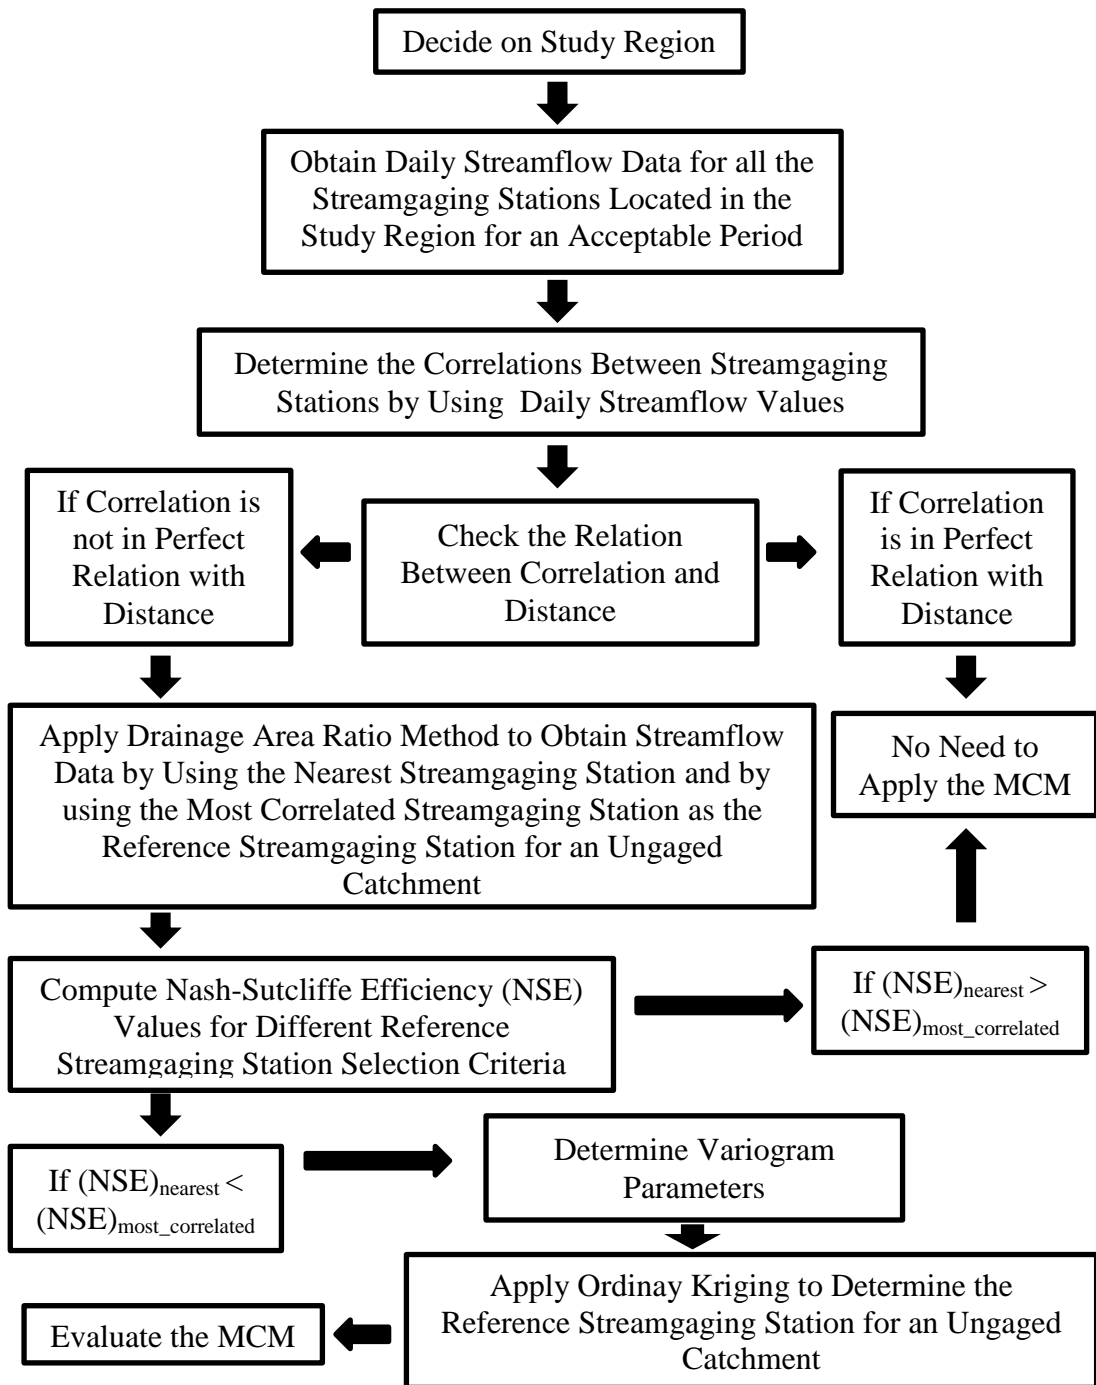 Decide on Study Region
Obtain Daily Streamflow Data for all the
Streamgaging Stations Located in the
Study Region for an Acceptable Period
Determine the Correlations Between Streamgaging
Stations by Using Daily Streamflow Values
If Correlation is
not in Perfect
Relation with
Distance
Check the Relation
Between Correlation and
Distance
If Correlation
is in Perfect
Relation with
Distance
Apply Drainage Area Ratio Method to Obtain Streamflow
Data by Using the Nearest Streamgaging Station and by
using the Most Correlated Streamgaging Station as the
Reference Streamgaging Station for an Ungaged
Catchment
No Need to
Apply the MCM
Compute Nash-Sutcliffe Efficiency (NSE)
Values for Different Reference
Streamgaging Station Selection Criteria
If (NSE)nearest >
(NSE)most_correlated
If (NSE)nearest <
(NSE)most_correlated
Determine Variogram
Parameters
Apply Ordinay Kriging to Determine the
Reference Streamgaging Station for an Ungaged
Catchment
Evaluate the MCM